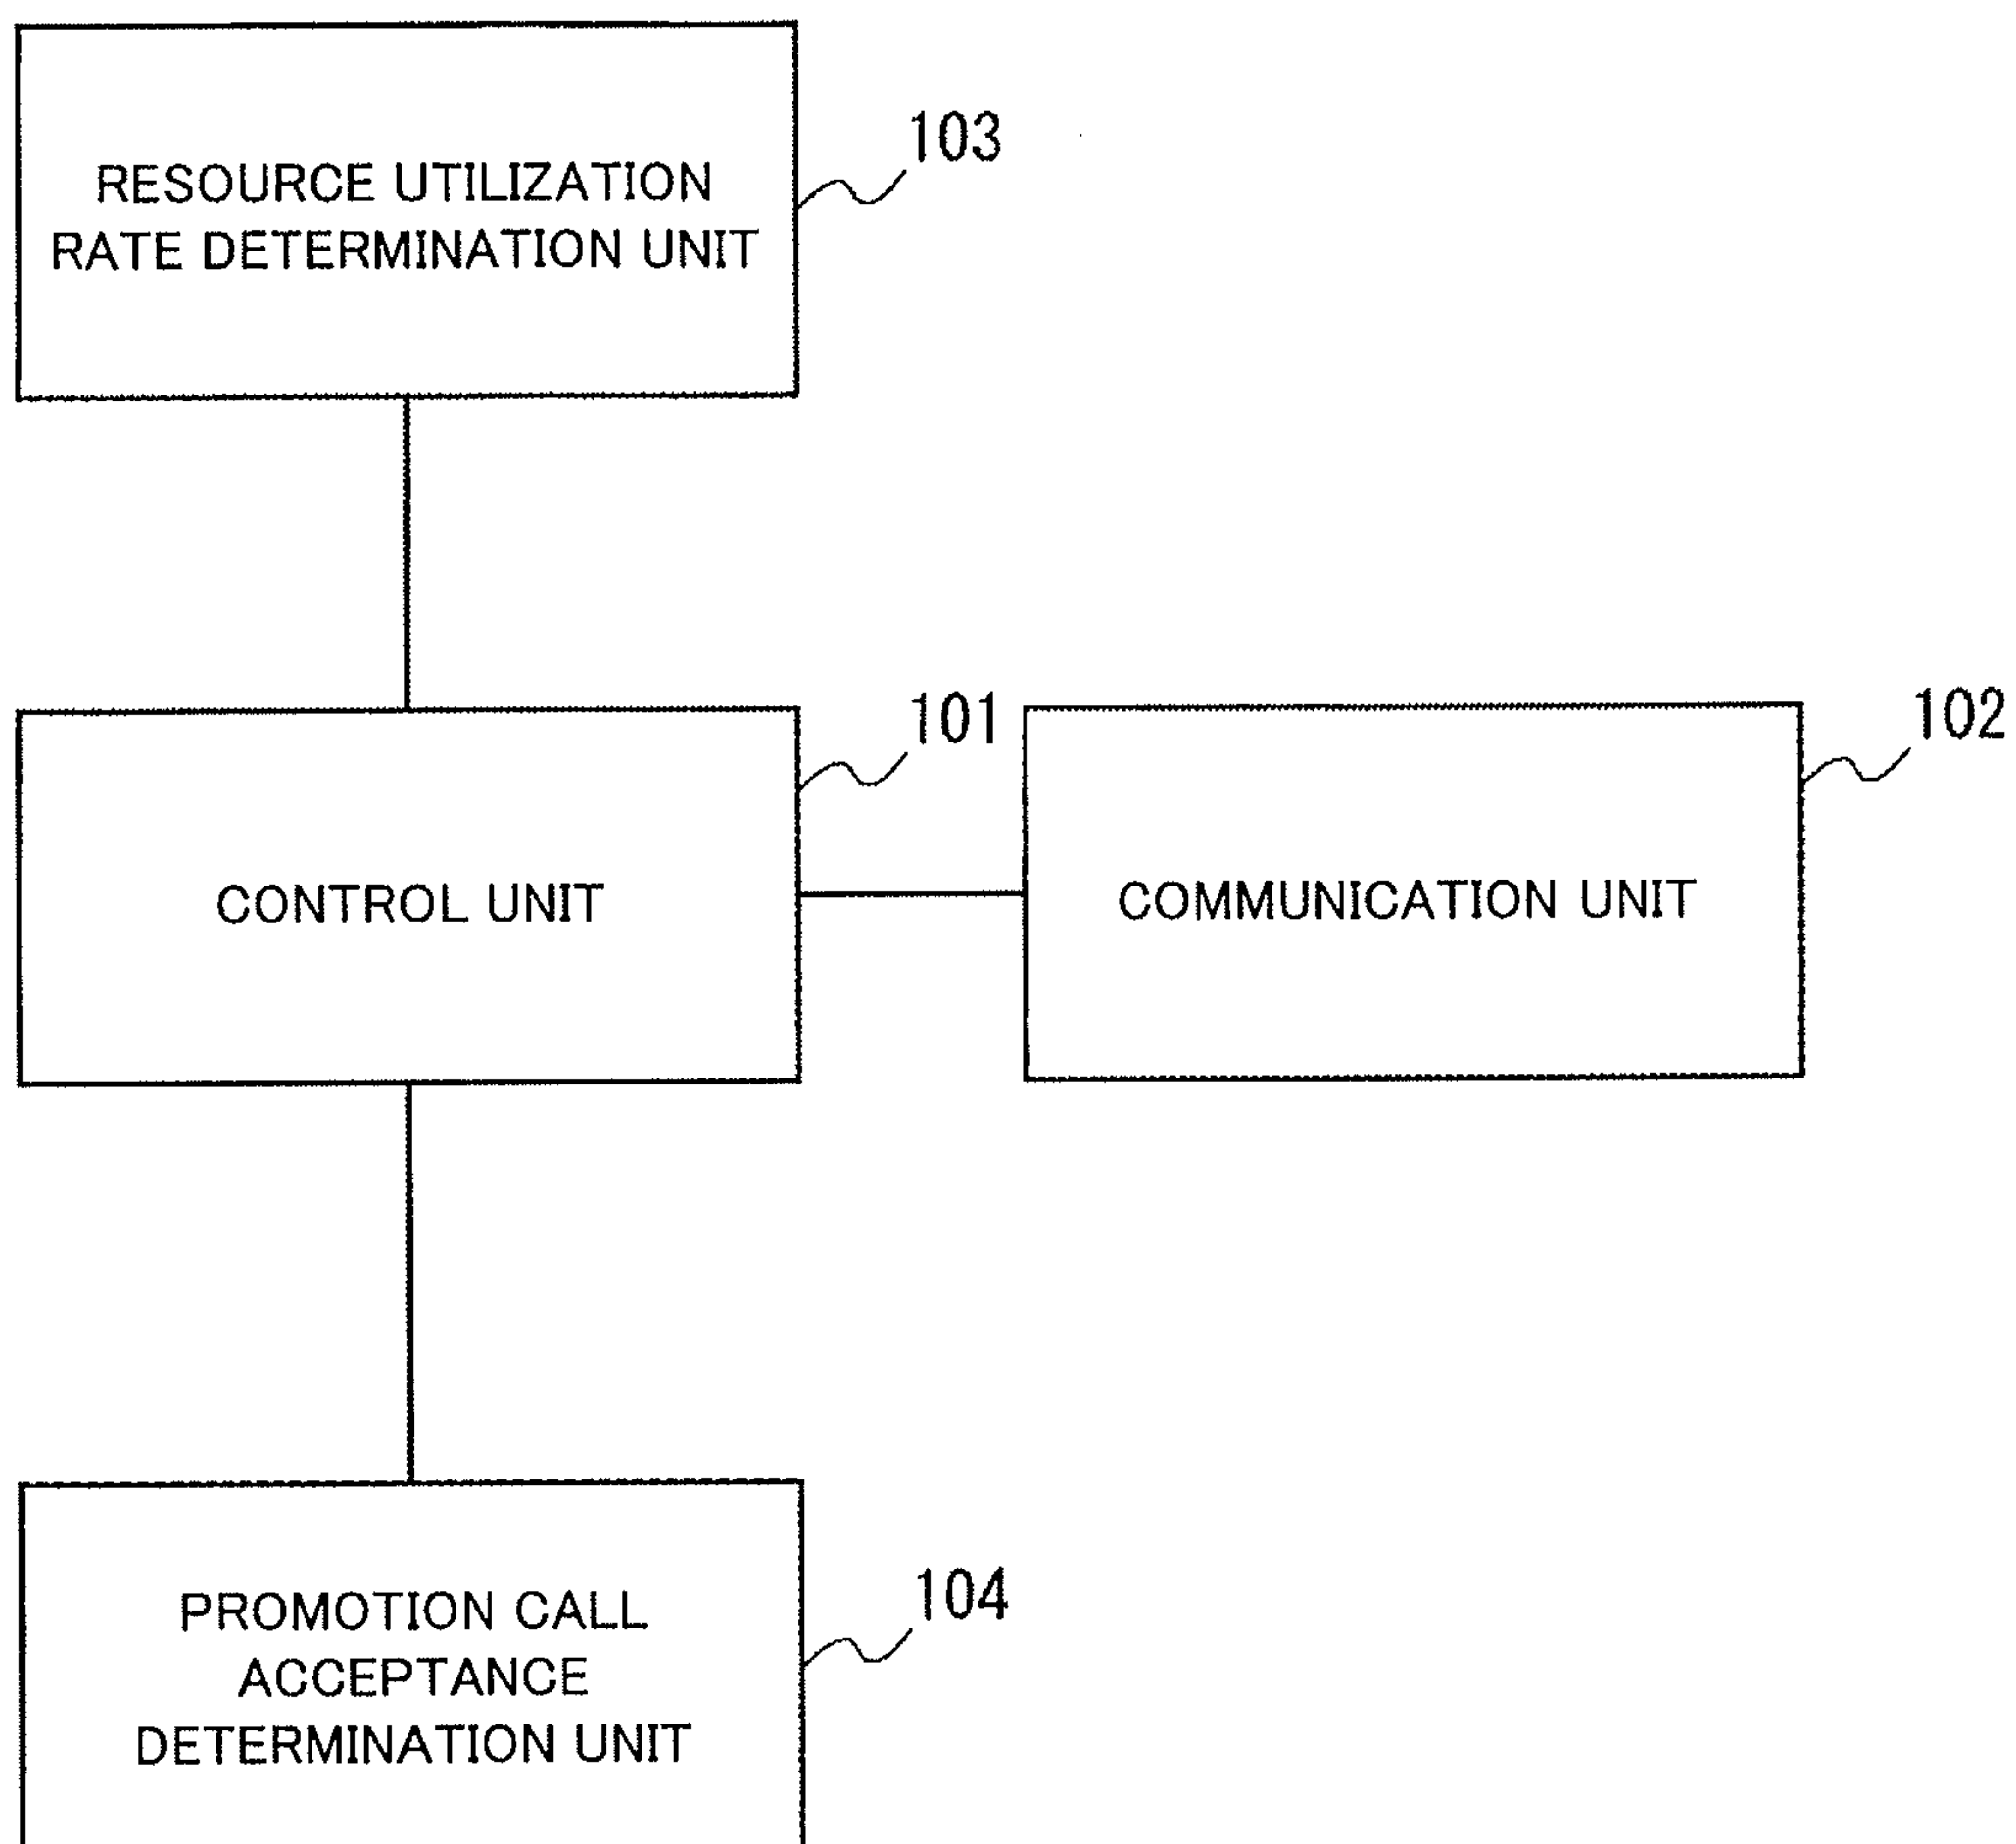 103
RESOURCE UTILIZATION
RATE DETERMINATION UNIT
101
102
CONTROL UNIT
COMMUNICATION UNIT
104
PROMOTION CALL
ACCEPTANCE
DETERMINATION UNIT